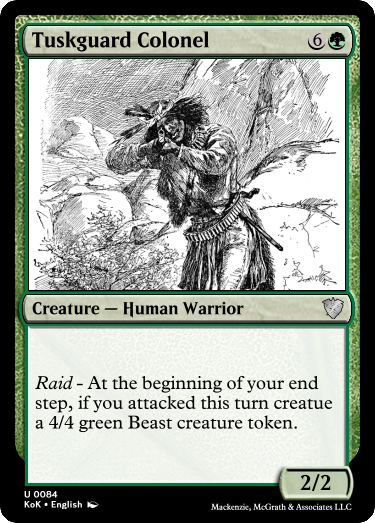 Tuskguard Colonel 6
Creature — Human Warrior
Raid - At the beginning of your end
step, if you attacked this turn creatue
a 4/4 green Beast creature token.
2/2
U 0084
KoK • English
Mackenzie, McGrath & Associates LLC